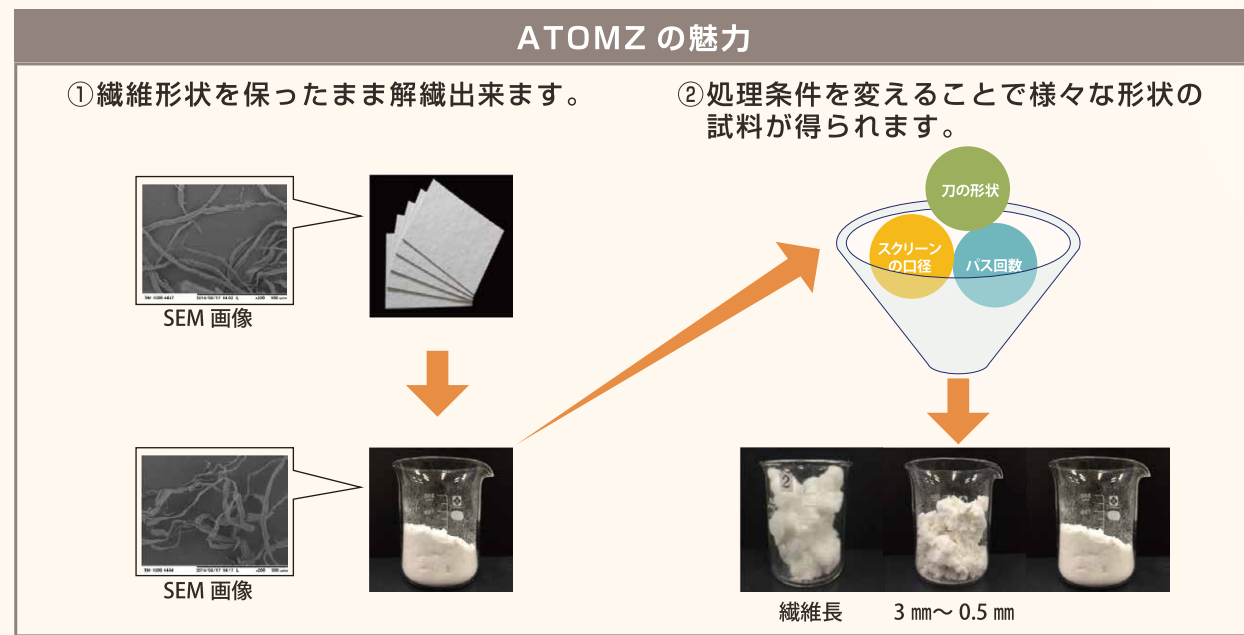 ATOMZ の魅力
①繊維形状を保ったまま解繊出来ます。
SEM 画像
SEM 画像
②処理条件を変えることで様々な形状の
試料が得られます。
刀の形状
スクリーン
の口径
パス回数
②
繊維長 3 ㎜〜 0.5 ㎜